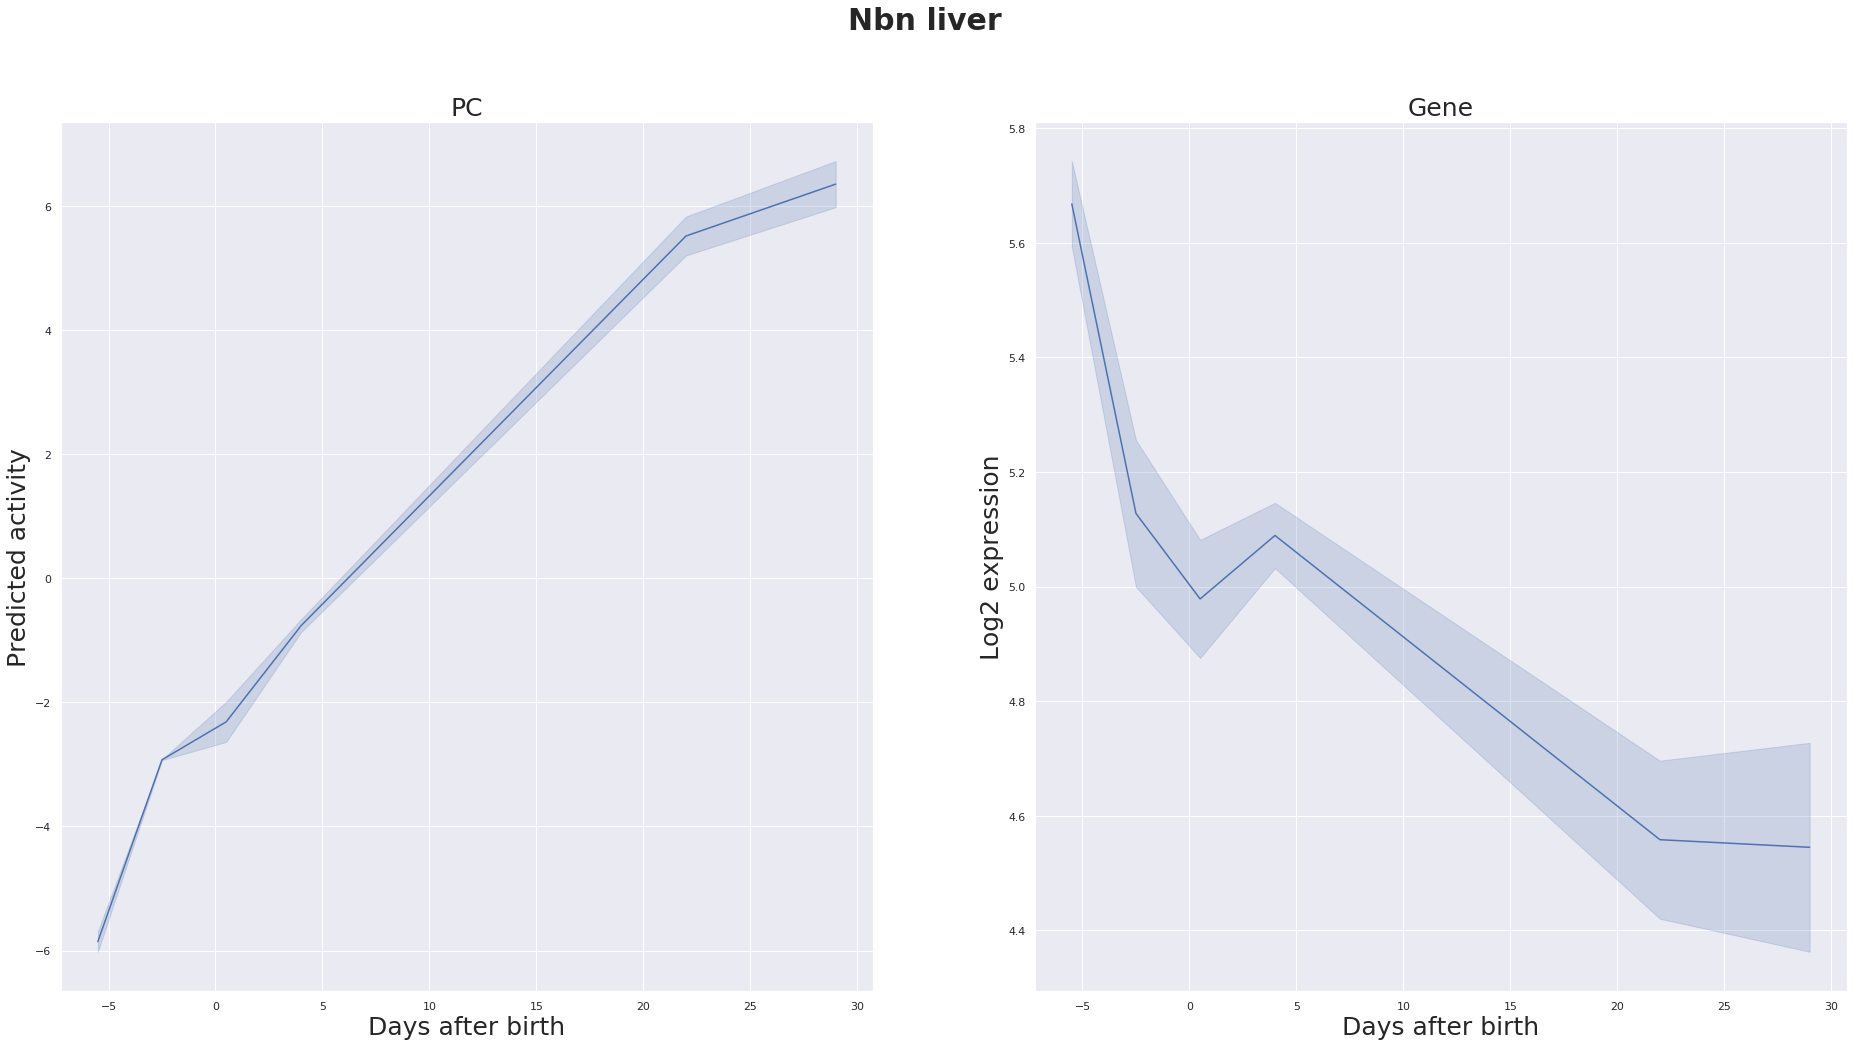 Nbn liver
PC
Predicted activity
6
4
2
0
−2
−4
−6
−5 0 5 10 15 20 25 30
Days after birth
Gene
Log2 expression
5.8
5.6
5.4
5.2
5.0
4.8
4.6
4.4
−5 0 5 10 15 20 25 30
Days after birth